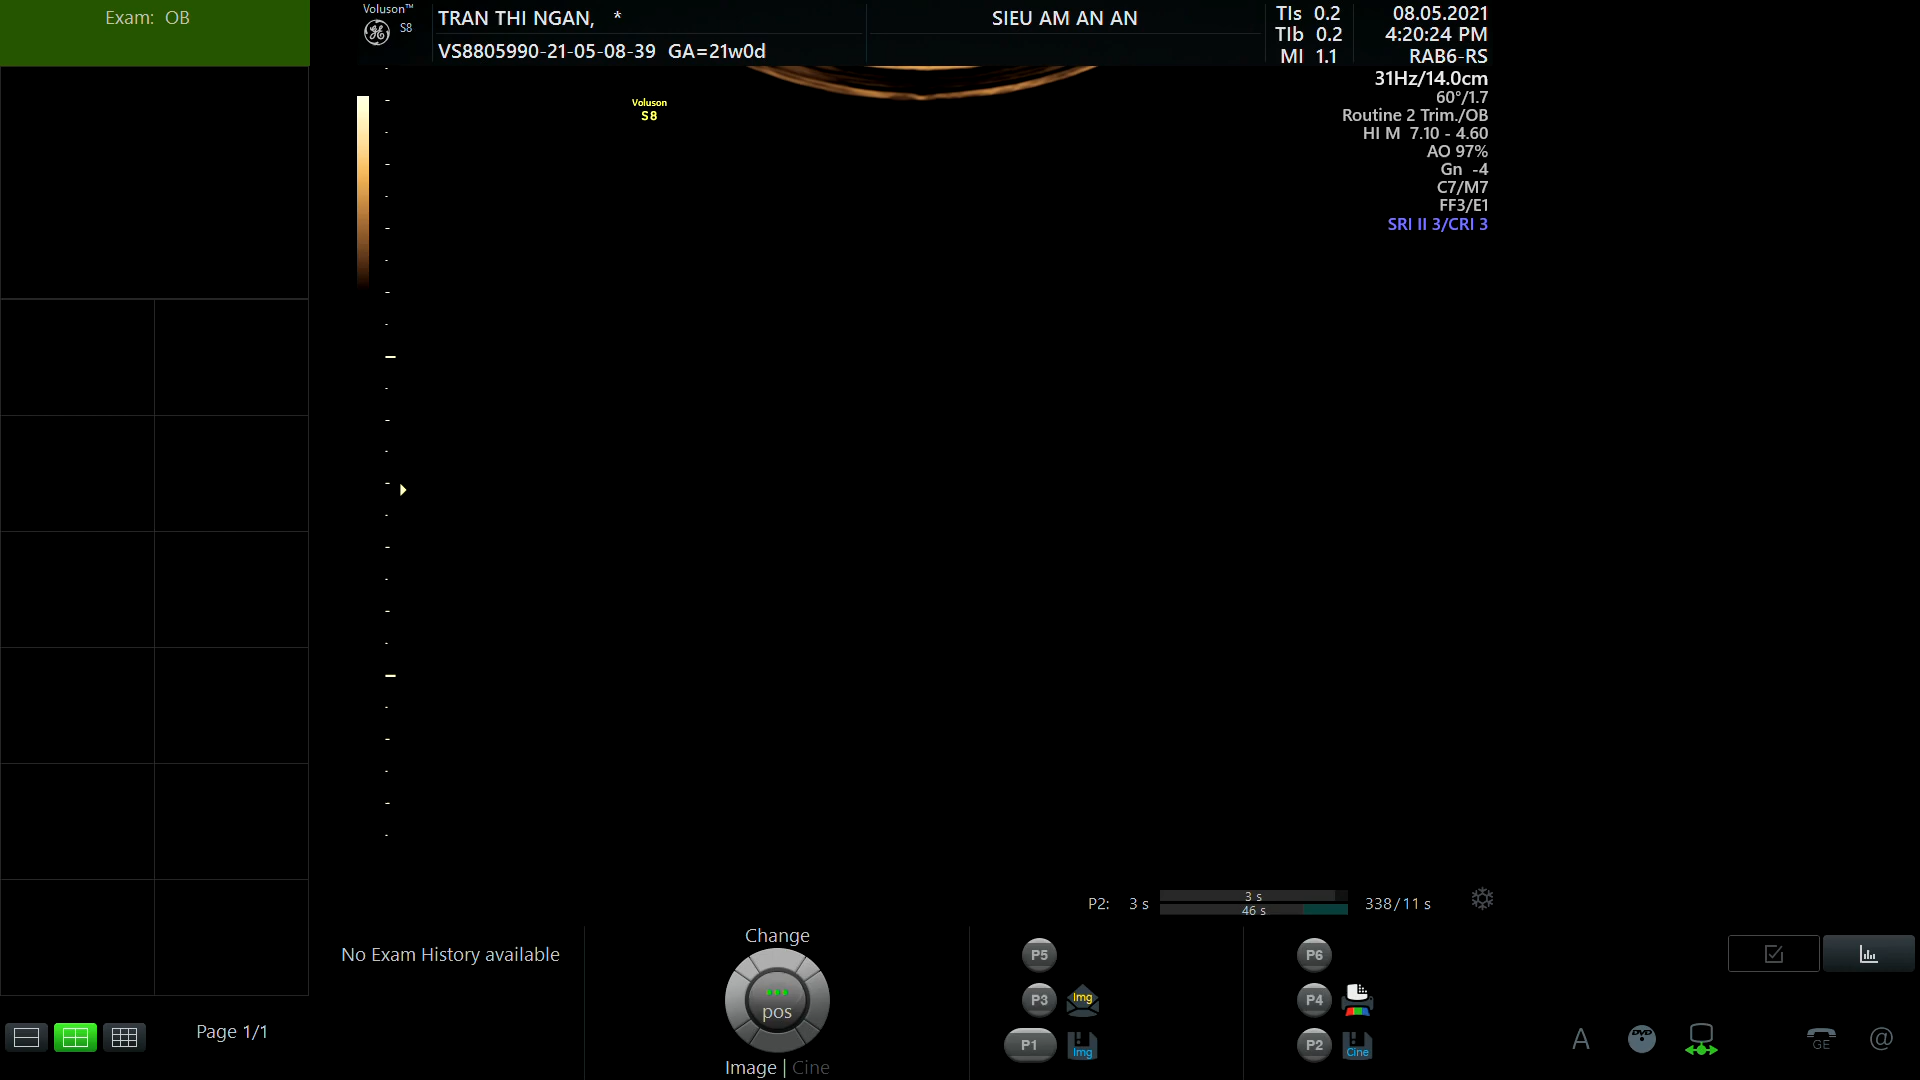 Exam: OB
Voluson™
S8
TRAN THI NGAN, *
VS8805990-21-05-08-39 GA=21w0d
SIEU AM AN AN
TIs 0.2
TIb 0.2
MI 1.1
08.05.2021
4:20:24 PM
RAB6-RS
31Hz/14.0cm
60°/1.7
Routine 2 Trim./OB
HI M 7.10 - 4.60
AO 97%
Gn -4
C7/M7
FF3/E1
SRI II 3/CRI 3
Voluson
S8
P2: 3 s
3 s
46 s
338/11 s
No Exam History available
Change
pos
Image | Cine
P5
P3 Img
P1 Img
P6
P4
P2 Cine
Page 1/1
A
DVD
GE
@